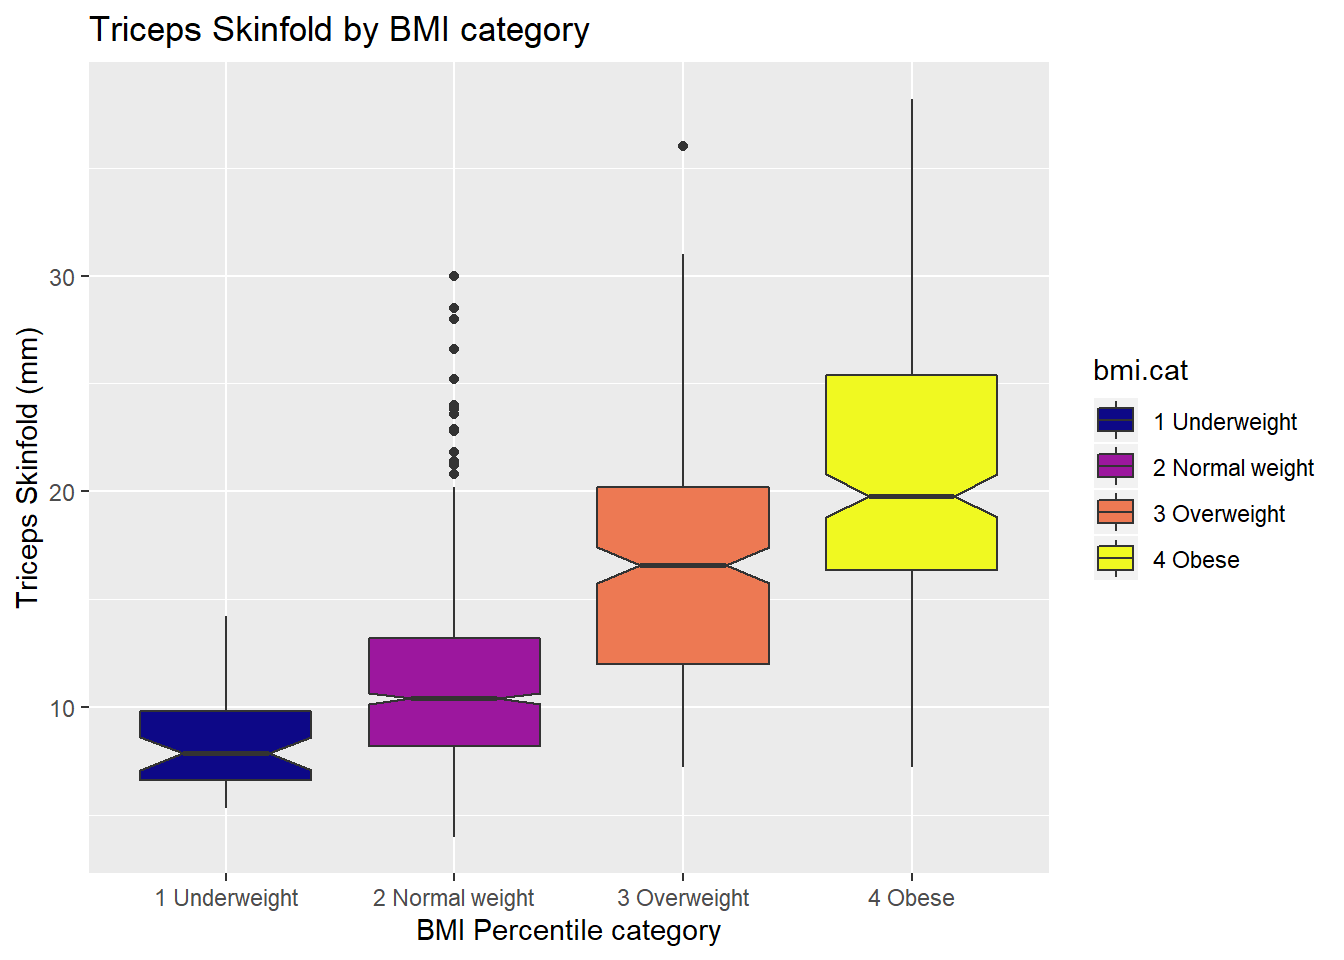 Triceps Skinfold by BMI category
Triceps Skinfold (mm)
30
20
10
1 Underweight
2 Normal weight
3 Overweight
4 Obese
BMI Percentile category
bmi.cat
1 Underweight
2 Normal weight
3 Overweight
4 Obese